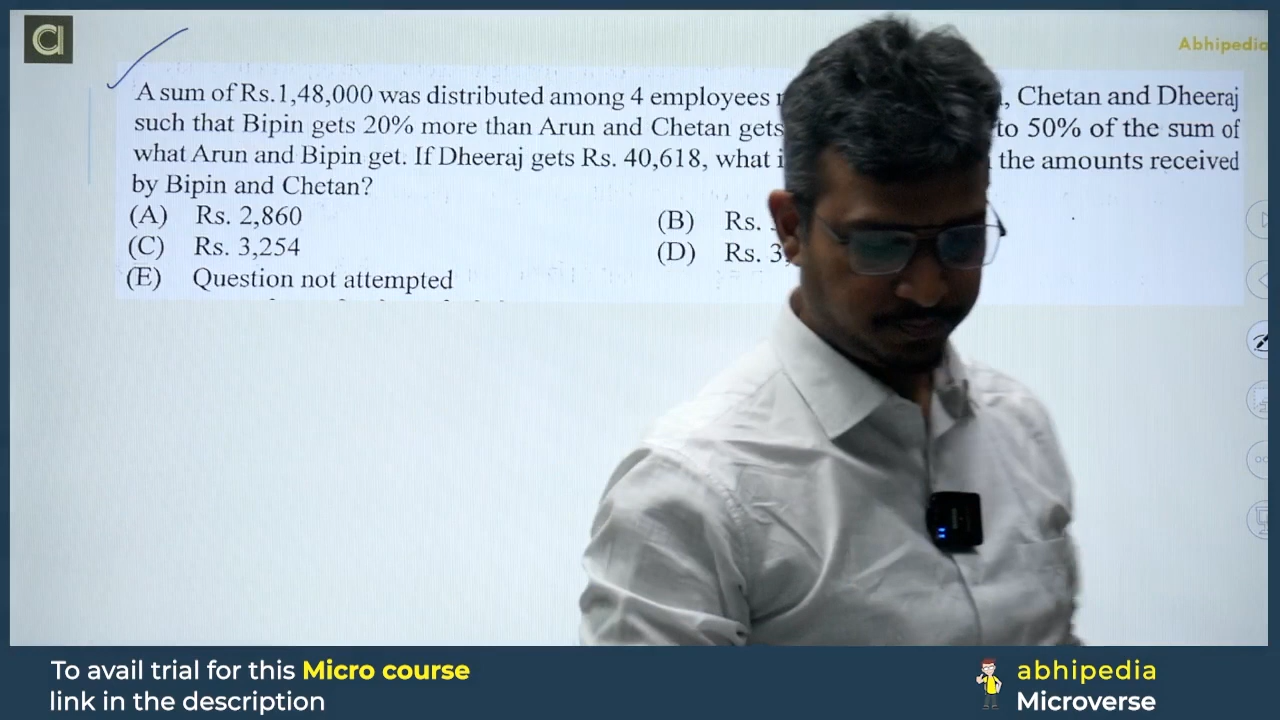 Abhipedia
A sum of Rs.1,48,000 was distributed among 4 employees , Chetan and Dheeraj
such that Bipin gets 20% more than Arun and Chetan gets to 50% of the sum of
what Arun and Bipin get. If Dheeraj gets Rs. 40,618, what the amounts received
by Bipin and Chetan?
(A) Rs. 2,860 (B) Rs.
(C) Rs. 3,254 (D) Rs. 3,
(E) Question not attempted
To avail trial for this Micro course
link in the description
abhipedia
Microverse